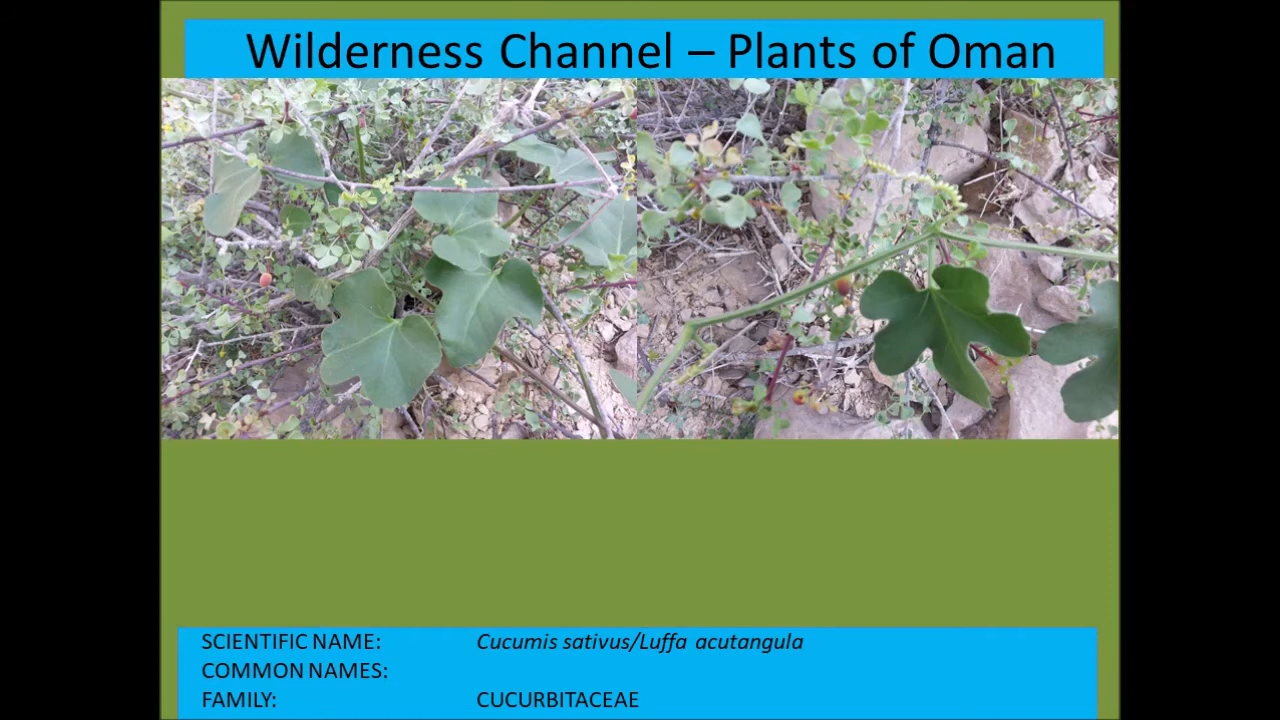 Wilderness Channel – Plants of Oman
SCIENTIFIC NAME: Cucumis sativus/Luffa acutangula
COMMON NAMES:
FAMILY: CUCURBITACEAE